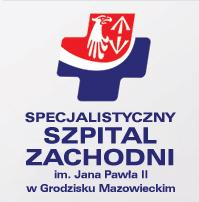 SPECJALISTYCZNY
SZPITAL
ZACHODNI
im. Jana Pawła II
w Grodzisku Mazowieckim